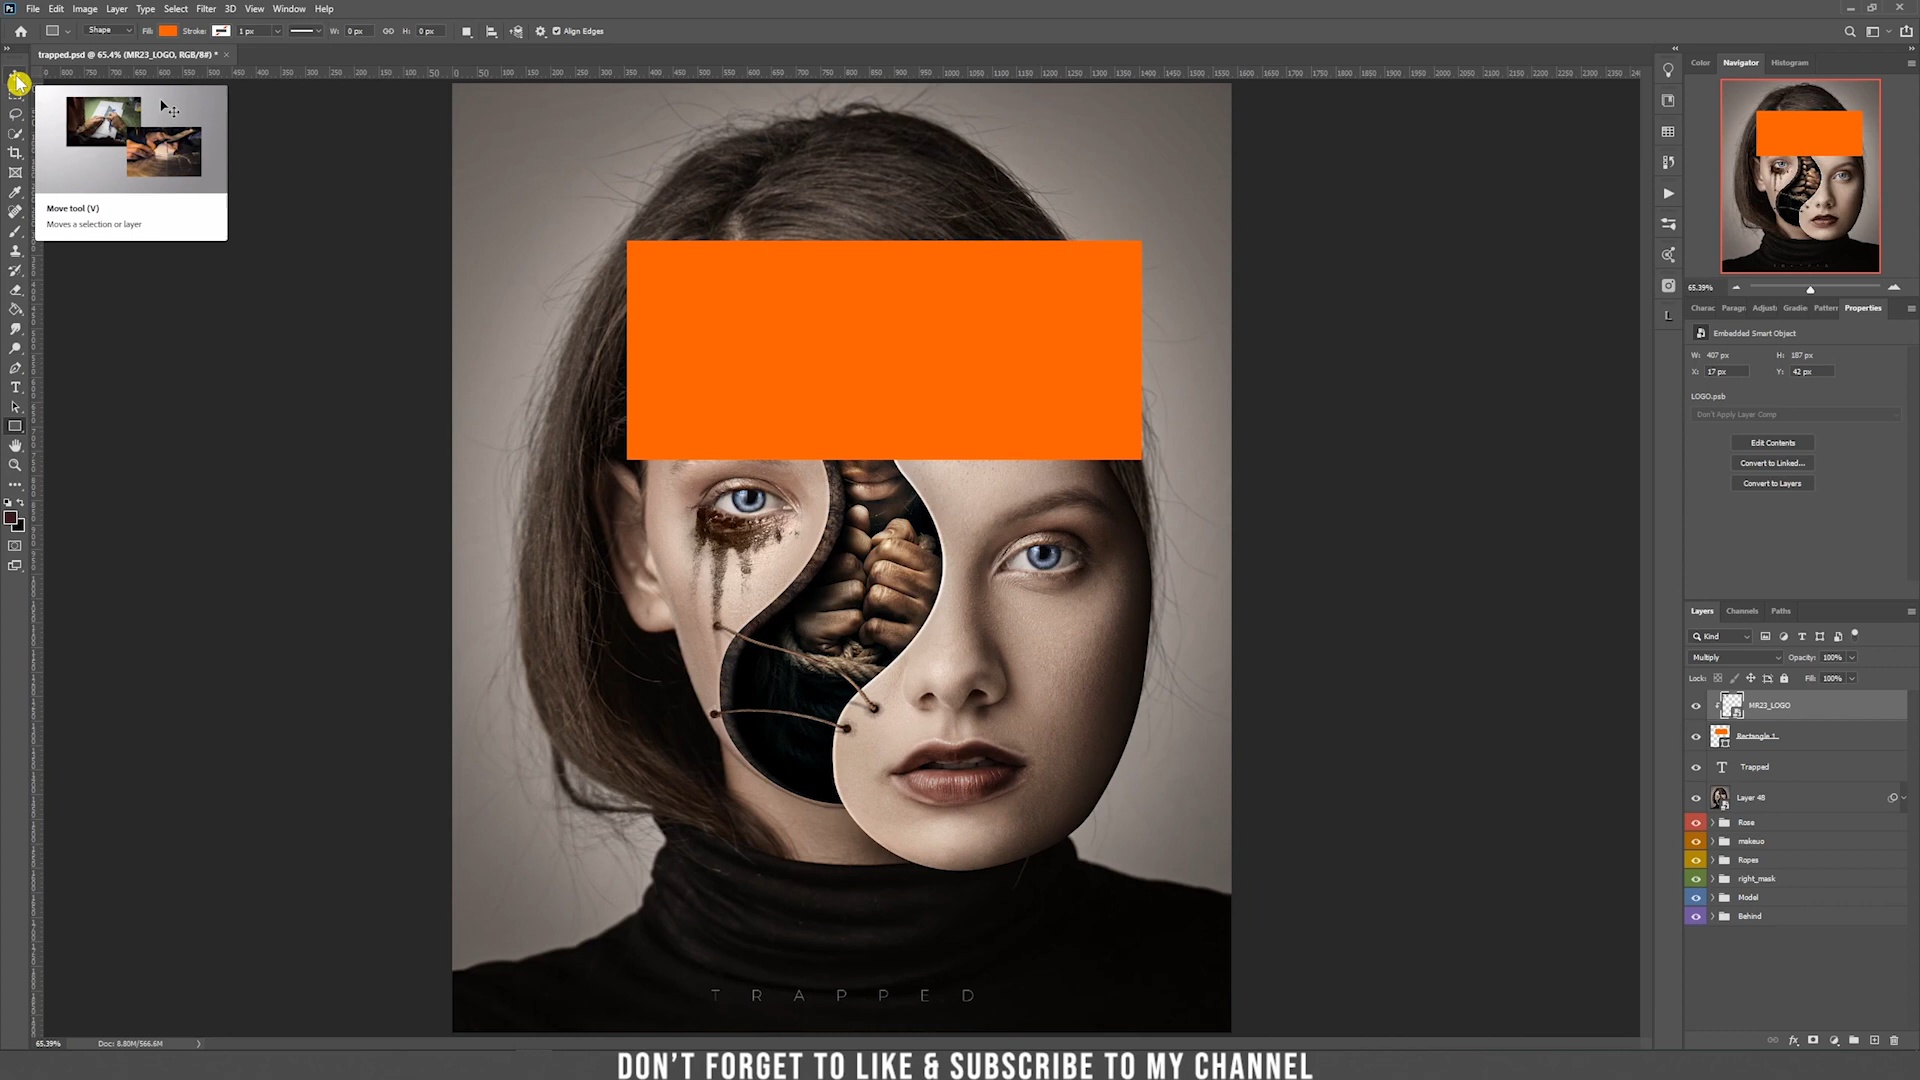 Ps File Edit Image Layer Type Select Filter 3D View Window Help
Shape Fill: Stroke: 1 px W: 0 px H: 0 px Align Edges
trapped.psd @ 65.4% (MR23_LOGO, RGB/8#) *
Move tool (V)
Moves a selection or layer
Color Navigator Histogram
65.39%
Charac Paragr Adjust Gradie Pattern Properties
Embedded Smart Object
W: 407 px H: 187 px
X: 17 px Y: 42 px
LOGO.psb
Don't Apply Layer Comp
Edit Contents
Convert to Linked...
Convert to Layers
Layers Channels Paths
Kind
Multiply Opacity: 100%
Lock: Fill: 100%
MR23_LOGO
Rectangle 1
Trapped
Layer 48
Rose
makeuo
Ropes
right_mask
Model
Behind
TRAPPED
65.39% Doc: 8.80M/566.6M
DON'T FORGET TO LIKE & SUBSCRIBE TO MY CHANNEL